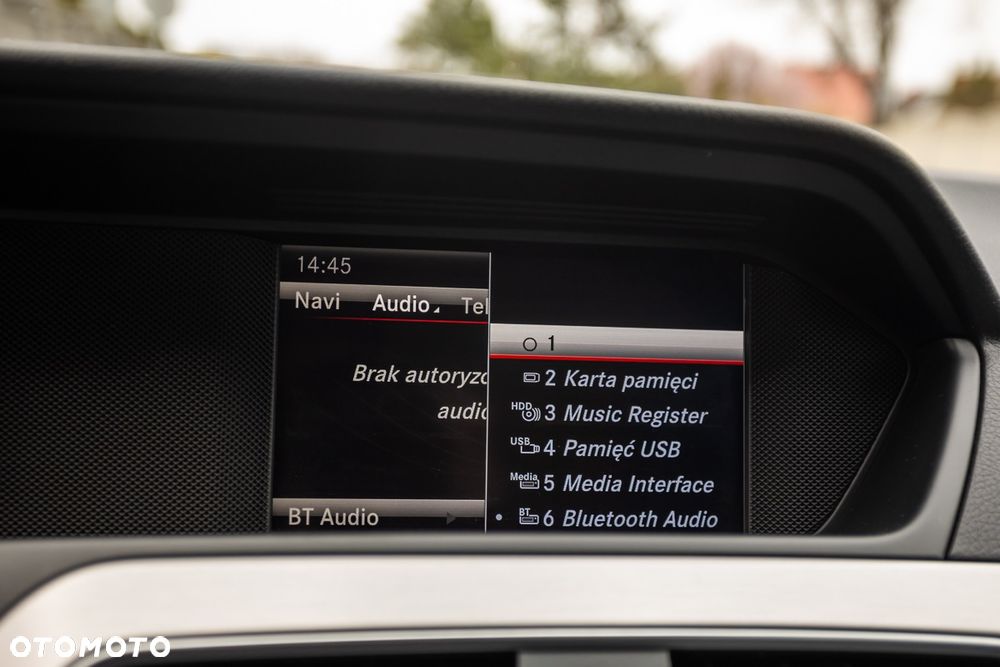 14:45
Navi Audio Tel
Brak autoryzo
audio
BT Audio
1
2 Karta pamięci
HDD 3 Music Register
USB 4 Pamięć USB
Media 5 Media Interface
BT 6 Bluetooth Audio
OTOMOTO